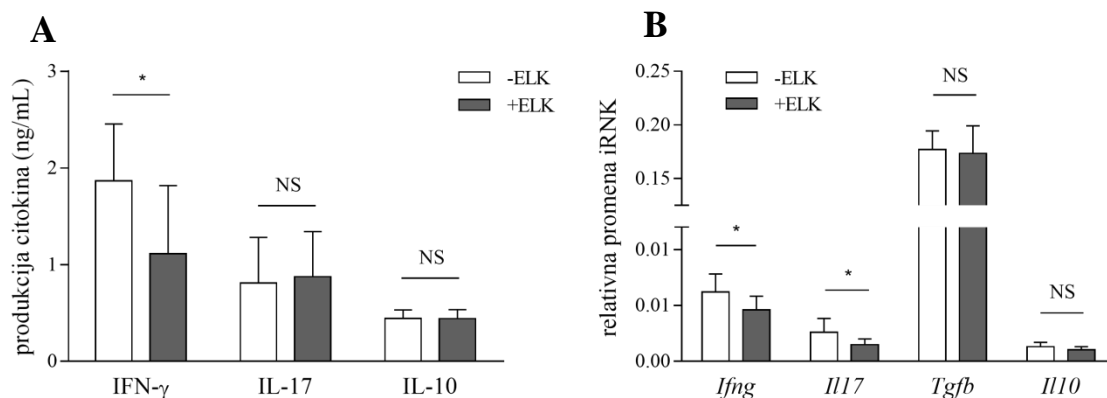 A
produkcija citokina (ng/mL)
3
2
1
0
-ELK
+ELK
*
NS
NS
IFN-γ IL-17 IL-10
B
relativna promena iRNK
0.25
0.20
0.15
0.01
0.01
0.00
-ELK
+ELK
*
*
NS
NS
Ifng Il17 Tgfb Il10